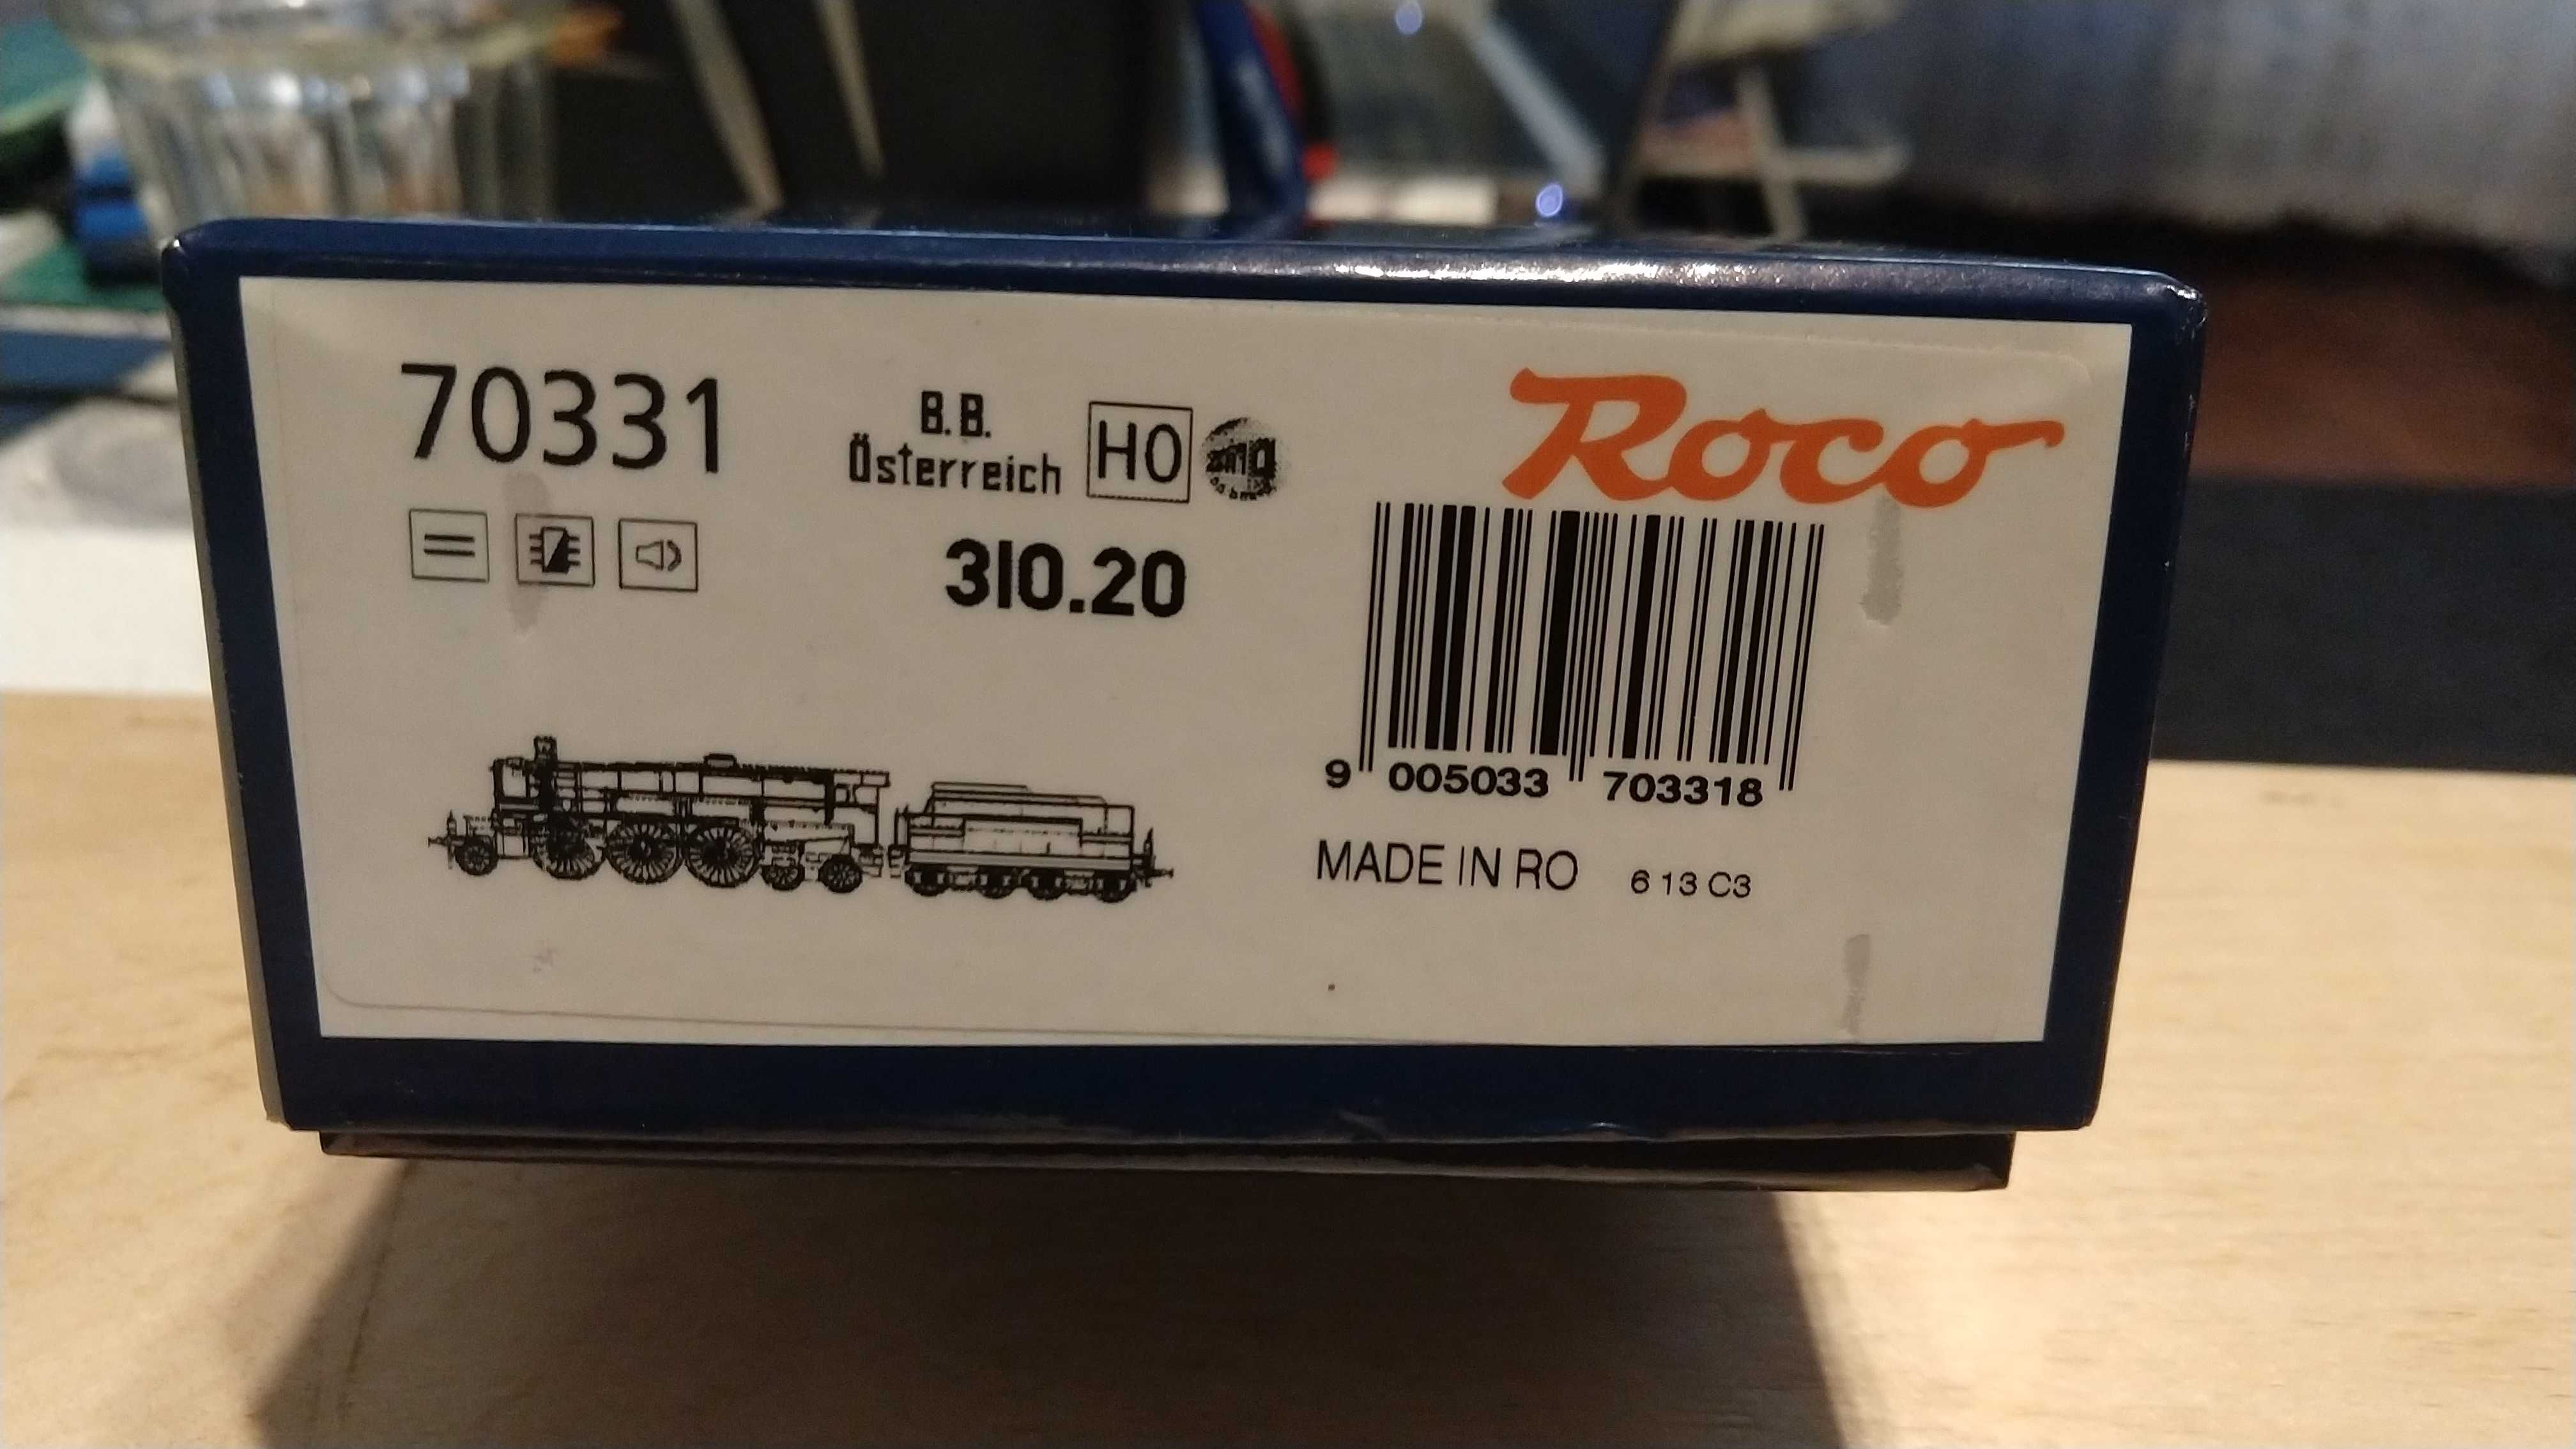 70331
B.B.
Österreich
H0
Roco
310.20
9 005033 703318
MADE IN RO 6 13 C3